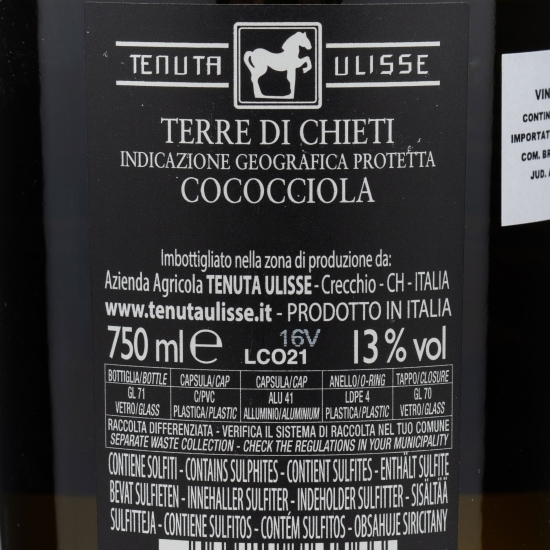 TENUTA ULISSE
TERRE DI CHIETI
INDICAZIONE GEOGRÀFICA PROTETTA
COCOCCIOLA
Imbottigliato nella zona di produzione da:
Azienda Agricola TENUTA ULISSE - Crecchio - CH - ITALIA
www.tenutaulisse.it - PRODOTTO IN ITALIA
750 ml ℮ LCO21 16V 13% vol
BOTTIGLIA/BOTTLE CAPSULA/CAP CAPSULA/CAP ANELLO/O-RING TAPPO/CLOSURE
GL 71 C/PVC ALU 41 LDPE 4 GL 70
VETRO/GLASS PLASTICA/PLASTIC ALLUMINIO/ALUMINIUM PLASTICA/PLASTIC VETRO/GLASS
RACCOLTA DIFFERENZIATA - VERIFICA IL SISTEMA DI RACCOLTA NEL TUO COMUNE
SEPARATE WASTE COLLECTION - CHECK THE REGULATIONS IN YOUR MUNICIPALITY
CONTIENE SOLFITI - CONTAINS SULPHITES - CONTIENT SULFITES - ENTHÄLT SULFITE
BEVAT SULFIETEN - INNEHALLER SULFITER - INDEHOLDER SULFITTER - SISÄLTÄÄ
SULFITTEJA - CONTIENE SULFITOS - CONTÉM SULFITOS - OBSAHUJE SIRICITANY
VIN
CONTIN
IMPORTAT
COM. BR
JUD. A